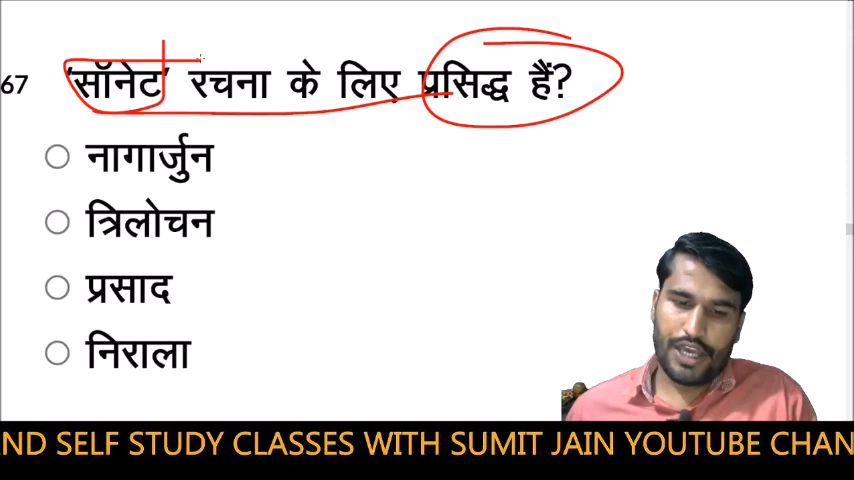 67 'सॉनेट' रचना के लिए प्रसिद्ध हैं?
नागार्जुन
त्रिलोचन
प्रसाद
निराला
ND SELF STUDY CLASSES WITH SUMIT JAIN YOUTUBE CHAN